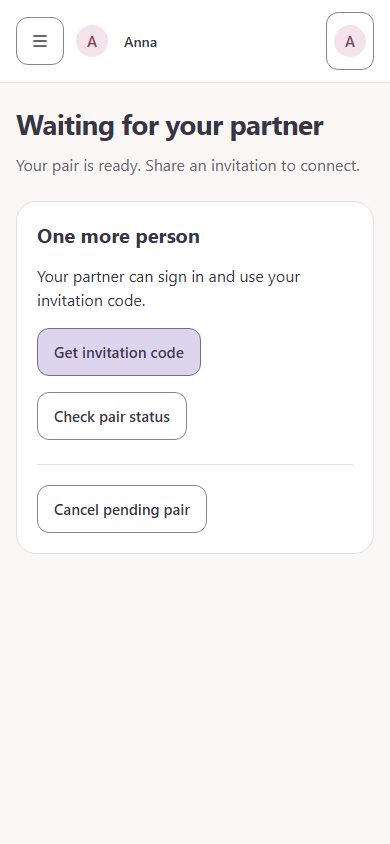 A
Anna
A
Waiting for your partner
Your pair is ready. Share an invitation to connect.
One more person
Your partner can sign in and use your
invitation code.
Get invitation code
Check pair status
Cancel pending pair